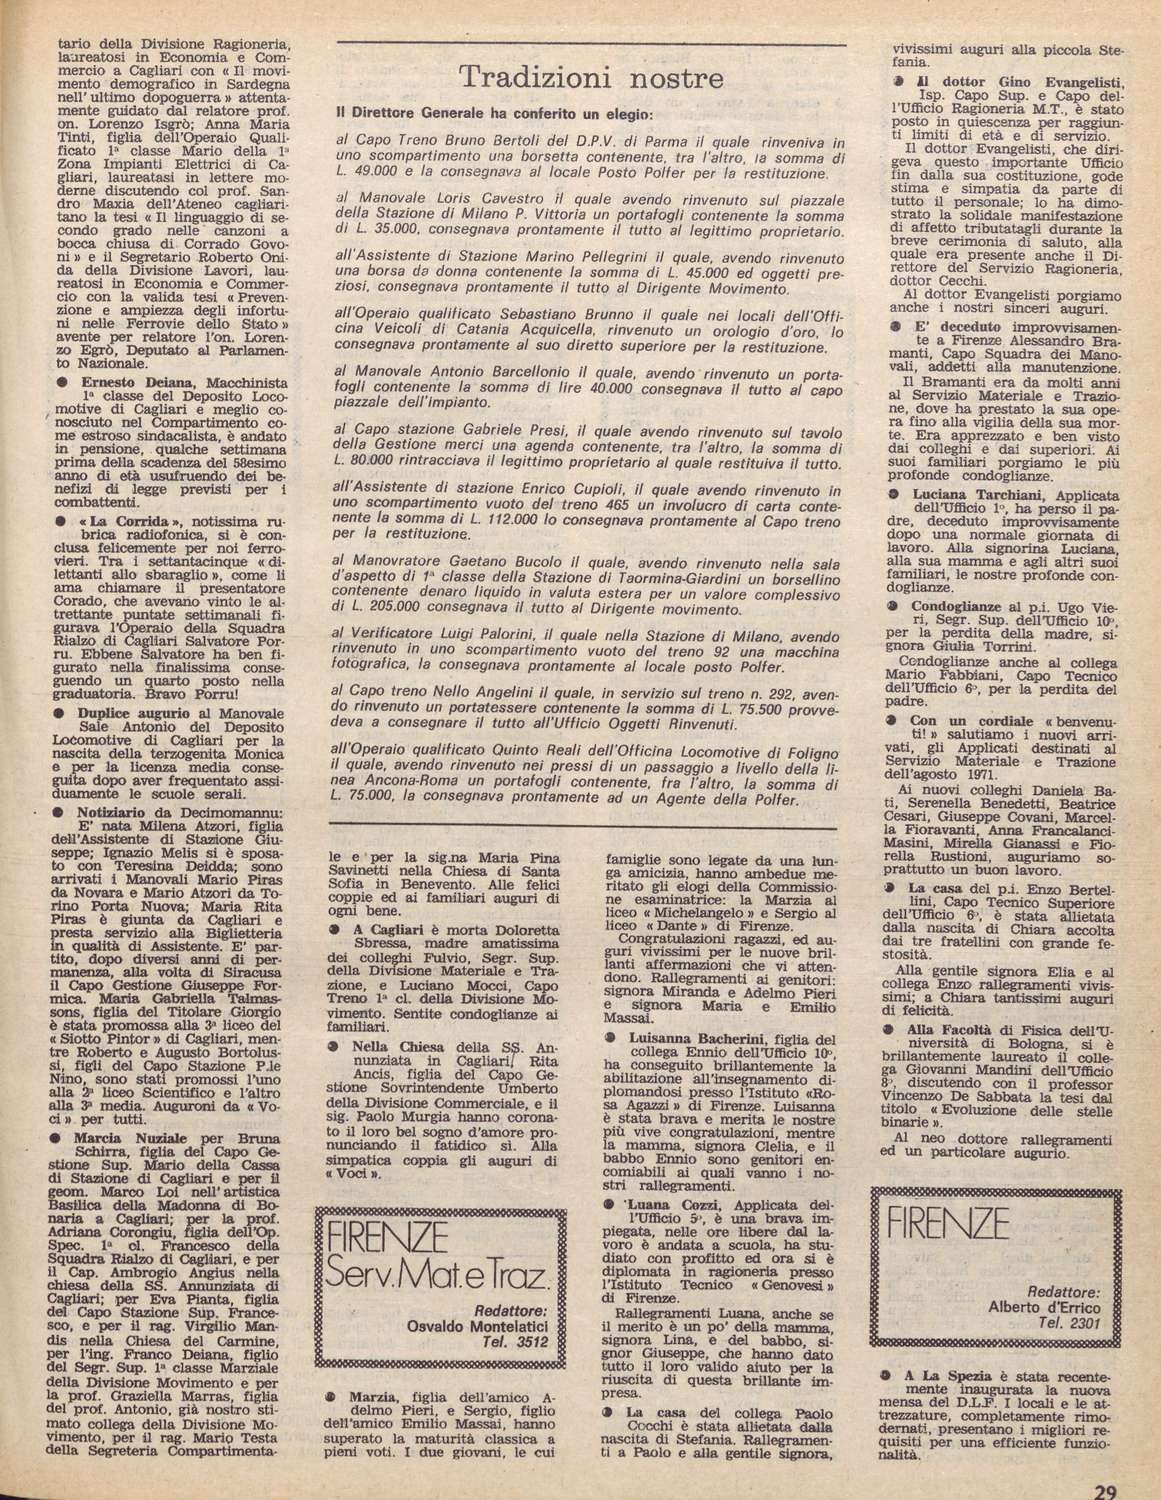 tario della Divisione Ragioneria,
laureatosi in Economia e Com-
mercio a Cagliari con « Il movi-
mento demografico in Sardegna
nell' ultimo dopoguerra » attenta-
mente guidato dal relatore prof.
on. Lorenzo Isgrò; Anna Maria
Tinti, figlia dell'Operaio Quali-
ficato 1ª classe Mario della 1ª
Zona Impianti Elettrici di Ca-
gliari, laureatasi in lettere mo-
derne discutendo col prof. San-
dro Maxia dell'Ateneo cagliari-
tano la tesi « Il linguaggio di se-
condo grado nelle canzoni a
bocca chiusa di Corrado Govo-
ni » e il Segretario Roberto Oni-
da della Divisione Lavori, lau-
reatosi in Economia e Commer-
cio con la valida tesi « Preven-
zione e ampiezza degli infortu-
ni nelle Ferrovie dello Stato »
avente per relatore l'on. Loren-
zo Egrò, Deputato al Parlamen-
to Nazionale.
● Ernesto Deiana, Macchinista
1ª classe del Deposito Loco-
motive di Cagliari e meglio co-
nosciuto nel Compartimento co-
me estroso sindacalista, è andato
in pensione, qualche settimana
prima della scadenza del 58esimo
anno di età usufruendo dei be-
nefizi di legge previsti per i
combattenti.
● « La Corrida », notissima ru-
brica radiofonica, si è con-
clusa felicemente per noi ferro-
vieri. Tra i settantacinque « di-
lettanti allo sbaraglio », come li
ama chiamare il presentatore
Corado, che avevano vinto le al-
trettante puntate settimanali fi-
gurava l'Operaio della Squadra
Rialzo di Cagliari Salvatore Por-
ru. Ebbene Salvatore ha ben fi-
gurato nella finalissima conse-
guendo un quarto posto nella
graduatoria. Bravo Porru!
● Duplice augurio al Manovale
Sale Antonio del Deposito
Locomotive di Cagliari per la
nascita della terzogenita Monica
e per la licenza media conse-
guita dopo aver frequentato assi-
duamente le scuole serali.
● Notiziario da Decimomannu:
E' nata Milena Atzori, figlia
dell'Assistente di Stazione Giu-
seppe; Ignazio Melis si è sposa-
to con Teresina Deidda; sono
arrivati i Manovali Mario Piras
da Novara e Mario Atzori da To-
rino Porta Nuova; Maria Rita
Piras è giunta da Cagliari e
presta servizio alla Biglietteria
in qualità di Assistente. E' par-
tito, dopo diversi anni di per-
manenza, alla volta di Siracusa
il Capo Gestione Giuseppe For-
mica. Maria Gabriella Talmas-
sons, figlia del Titolare Giorgio
è stata promossa alla 3ª liceo del
« Siotto Pintor » di Cagliari, men-
tre Roberto e Augusto Bortolus-
si, figli del Capo Stazione P.le
Nino, sono stati promossi l'uno
alla 2ª liceo Scientifico e l'altro
alla 3ª media. Auguroni da « Vo-
ci » per tutti.
● Marcia Nuziale per Bruna
Schirra, figlia del Capo Ge-
stione Sup. Mario della Cassa
di Stazione di Cagliari e per il
geom. Marco Loi nell' artistica
Basilica della Madonna di Bo-
naria a Cagliari; per la prof.
Adriana Corongiu, figlia dell'Op.
Spec. 1ª cl. Francesco della
Squadra Rialzo di Cagliari, e per
il Cap. Ambrogio Angius nella
chiesa della SS. Annunziata di
Cagliari; per Eva Pianta, figlia
del Capo Stazione Sup. France-
sco, e per il rag. Virgilio Man-
dis nella Chiesa del Carmine,
per l'ing. Franco Deiana, figlio
del Segr. Sup. 1ª classe Marziale
della Divisione Movimento e per
la prof. Graziella Marras, figlia
del prof. Antonio, già nostro sti-
mato collega della Divisione Mo-
vimento, per il rag. Mario Testa
della Segreteria Compartimenta-
Tradizioni nostre
Il Direttore Generale ha conferito un elegio:
al Capo Treno Bruno Bertoli del D.P.V. di Parma il quale rinveniva in
uno scompartimento una borsetta contenente, tra l'altro, la somma di
L. 49.000 e la consegnava al locale Posto Polfer per la restituzione.
al Manovale Loris Cavestro il quale avendo rinvenuto sul piazzale
della Stazione di Milano P. Vittoria un portafogli contenente la somma
di L. 35.000, consegnava prontamente il tutto al legittimo proprietario.
all'Assistente di Stazione Marino Pellegrini il quale, avendo rinvenuto
una borsa da donna contenente la somma di L. 45.000 ed oggetti pre-
ziosi, consegnava prontamente il tutto al Dirigente Movimento.
all'Operaio qualificato Sebastiano Brunno il quale nei locali dell'Offi-
cina Veicoli di Catania Acquicella, rinvenuto un orologio d'oro, lo
consegnava prontamente al suo diretto superiore per la restituzione.
al Manovale Antonio Barcellonio il quale, avendo rinvenuto un porta-
fogli contenente la somma di lire 40.000 consegnava il tutto al capo
piazzale dell'impianto.
al Capo stazione Gabriele Presi, il quale avendo rinvenuto sul tavolo
della Gestione merci una agenda contenente, tra l'altro, la somma di
L. 80.000 rintracciava il legittimo proprietario al quale restituiva il tutto.
all'Assistente di stazione Enrico Cupioli, il quale avendo rinvenuto in
uno scompartimento vuoto del treno 465 un involucro di carta conte-
nente la somma di L. 112.000 lo consegnava prontamente al Capo treno
per la restituzione.
al Manovratore Gaetano Bucolo il quale, avendo rinvenuto nella sala
d'aspetto di 1ª classe della Stazione di Taormina-Giardini un borsellino
contenente denaro liquido in valuta estera per un valore complessivo
di L. 205.000 consegnava il tutto al Dirigente movimento.
al Verificatore Luigi Palorini, il quale nella Stazione di Milano, avendo
rinvenuto in uno scompartimento vuoto del treno 92 una macchina
fotografica, la consegnava prontamente al locale posto Polfer.
al Capo treno Nello Angelini il quale, in servizio sul treno n. 292, aven-
do rinvenuto un portatessere contenente la somma di L. 75.500 provve-
deva a consegnare il tutto all'Ufficio Oggetti Rinvenuti.
all'Operaio qualificato Quinto Reali dell'Officina Locomotive di Foligno
il quale, avendo rinvenuto nei pressi di un passaggio a livello della li-
nea Ancona-Roma un portafogli contenente, fra l'altro, la somma di
L. 75.000, la consegnava prontamente ad un Agente della Polfer.
le e per la sig.na Maria Pina
Savinetti nella Chiesa di Santa
Sofia in Benevento. Alle felici
coppie ed ai familiari auguri di
ogni bene.
● A Cagliari è morta Doloretta
Sbressa, madre amatissima
dei colleghi Fulvio, Segr. Sup.
della Divisione Materiale e Tra-
zione, e Luciano Mocci, Capo
Treno 1ª cl. della Divisione Mo-
vimento. Sentite condoglianze ai
familiari.
● Nella Chiesa della SS. An-
nunziata in Cagliari, Rita
Ancis, figlia del Capo Ge-
stione Sovrintendente Umberto
della Divisione Commerciale, e il
sig. Paolo Murgia hanno corona-
to il loro bel sogno d'amore pro-
nunciando il fatidico sì. Alla
simpatica coppia gli auguri di
« Voci ».
FIRENZE
Serv. Mat. e Traz.
Redattore:
Osvaldo Montelatici
Tel. 3512
● Marzia, figlia dell'amico A-
delmo Pieri, e Sergio, figlio
dell'amico Emilio Massai, hanno
superato la maturità classica a
pieni voti. I due giovani, le cui
famiglie sono legate da una lun-
ga amicizia, hanno ambedue me-
ritato gli elogi della Commissio-
ne esaminatrice: la Marzia al
liceo « Michelangelo » e Sergio al
liceo « Dante » di Firenze.
Congratulazioni ragazzi, ed au-
guri vivissimi per le nuove bril-
lanti affermazioni che vi atten-
dono. Rallegramenti ai genitori:
signora Miranda e Adelmo Pieri
e signora Maria e Emilio
Massai.
● Luisanna Bacherini, figlia del
collega Ennio dell'Ufficio 10º,
ha conseguito brillantemente la
abilitazione all'insegnamento di-
plomandosi presso l'Istituto «Ro-
sa Agazzi » di Firenze. Luisanna
è stata brava e merita le nostre
più vive congratulazioni, mentre
la mamma, signora Clelia, e il
babbo Ennio sono genitori en-
comiabili ai quali vanno i no-
stri rallegramenti.
● Luana Cozzi, Applicata del-
l'Ufficio 5º, è una brava im-
piegata, nelle ore libere dal la-
voro è andata a scuola, ha stu-
diato con profitto ed ora si è
diplomata in ragioneria presso
l'Istituto Tecnico « Genovesi »
di Firenze.
Rallegramenti Luana, anche se
il merito è un po' della mamma,
signora Lina, e del babbo, si-
gnor Giuseppe, che hanno dato
tutto il loro valido aiuto per la
riuscita di questa brillante im-
presa.
● La casa del collega Paolo
Cocchi è stata allietata dalla
nascita di Stefania. Rallegramen-
ti a Paolo e alla gentile signora,
vivissimi auguri alla piccola Ste-
fania.
● Il dottor Gino Evangelisti,
Isp. Capo Sup. e Capo del-
l'Ufficio Ragioneria M.T., è stato
posto in quiescenza per raggiun-
ti limiti di età e di servizio.
Il dottor Evangelisti, che diri-
geva questo importante Ufficio
fin dalla sua costituzione, gode
stima e simpatia da parte di
tutto il personale; lo ha dimo-
strato la solidale manifestazione
di affetto tributatagli durante la
breve cerimonia di saluto, alla
quale era presente anche il Di-
rettore del Servizio Ragioneria,
dottor Cecchi.
Al dottor Evangelisti porgiamo
anche i nostri sinceri auguri.
● E' deceduto improvvisamen-
te a Firenze Alessandro Bra-
manti, Capo Squadra dei Mano-
vali, addetti alla manutenzione.
Il Bramanti era da molti anni
al Servizio Materiale e Trazio-
ne, dove ha prestato la sua ope-
ra fino alla vigilia della sua mor-
te. Era apprezzato e ben visto
dai colleghi e dai superiori. Ai
suoi familiari porgiamo le più
profonde condoglianze.
● Luciana Tarchiani, Applicata
dell'Ufficio 1º, ha perso il pa-
dre, deceduto improvvisamente
dopo una normale giornata di
lavoro. Alla signorina Luciana,
alla sua mamma e agli altri suoi
familiari, le nostre profonde con-
doglianze.
● Condoglianze al p.i. Ugo Vie-
ri, Segr. Sup. dell'Ufficio 10º,
per la perdita della madre, si-
gnora Giulia Torrini.
Condoglianze anche al collega
Mario Fabbiani, Capo Tecnico
dell'Ufficio 6º, per la perdita del
padre.
● Con un cordiale « benvenu-
ti! » salutiamo i nuovi arri-
vati, gli Applicati destinati al
Servizio Materiale e Trazione
dell'agosto 1971.
Ai nuovi colleghi Daniela Ba-
ti, Serenella Benedetti, Beatrice
Cesari, Giuseppe Covani, Marcel-
la Fioravanti, Anna Francalanci-
Masini, Mirella Gianassi e Fio-
rella Rustioni, auguriamo so-
prattutto un buon lavoro.
● La casa del p.i. Enzo Bertel-
lini, Capo Tecnico Superiore
dell'Ufficio 6º, è stata allietata
dalla nascita di Chiara accolta
dai tre fratellini con grande fe-
stosità.
Alla gentile signora Elia e al
collega Enzo rallegramenti vivis-
simi; a Chiara tantissimi auguri
di felicità.
● Alla Facoltà di Fisica dell'U-
niversità di Bologna, si è
brillantemente laureato il colle-
ga Giovanni Mandini dell'Ufficio
8º, discutendo con il professor
Vincenzo De Sabbata la tesi dal
titolo « Evoluzione delle stelle
binarie ».
Al neo dottore rallegramenti
ed un particolare augurio.
FIRENZE
Redattore:
Alberto d'Errico
Tel. 2301
● A La Spezia è stata recente-
mente inaugurata la nuova
mensa del D.L.F. I locali e le at-
trezzature, completamente rimo-
dernati, presentano i migliori re-
quisiti per una efficiente funzio-
nalità.
29